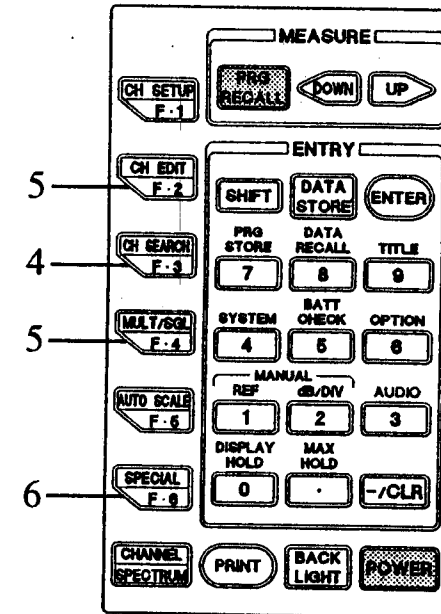 MEASURE
CH SETUP
F·1
PRG
RECALL
DOWN
UP
ENTRY
5
CH EDIT
F·2
SHIFT
DATA
STORE
ENTER
4
CH SEARCH
F·3
PRG
STORE
DATA
RECALL
TITLE
7
8
9
5
MULT/SGL
F·4
SYSTEM
BATT
CHECK
OPTION
4
5
6
MANUAL
AUTO SCALE
F·5
REF
dB/DIV
AUDIO
1
2
3
6
SPECIAL
F·6
DISPLAY
HOLD
MAX
HOLD
0
.
-/CLR
CHANNEL
SPECTRUM
PRINT
BACK
LIGHT
POWER